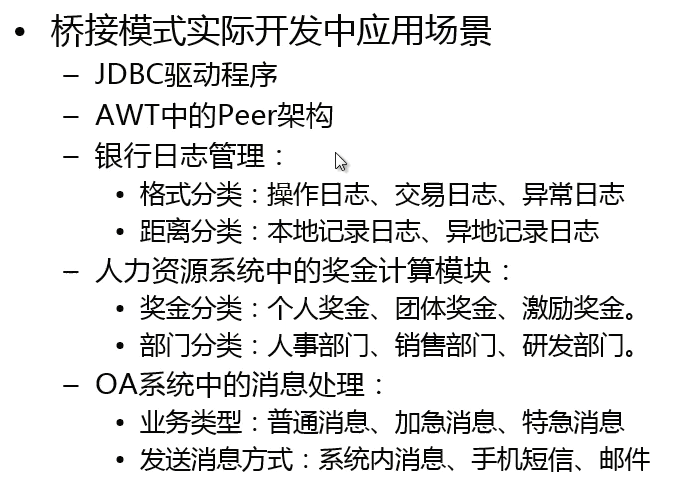 • 桥接模式实际开发中应用场景
– JDBC驱动程序
– AWT中的Peer架构
– 银行日志管理：
• 格式分类：操作日志、交易日志、异常日志
• 距离分类：本地记录日志、异地记录日志
– 人力资源系统中的奖金计算模块：
• 奖金分类：个人奖金、团体奖金、激励奖金。
• 部门分类：人事部门、销售部门、研发部门。
– OA系统中的消息处理：
• 业务类型：普通消息、加急消息、特急消息
• 发送消息方式：系统内消息、手机短信、邮件